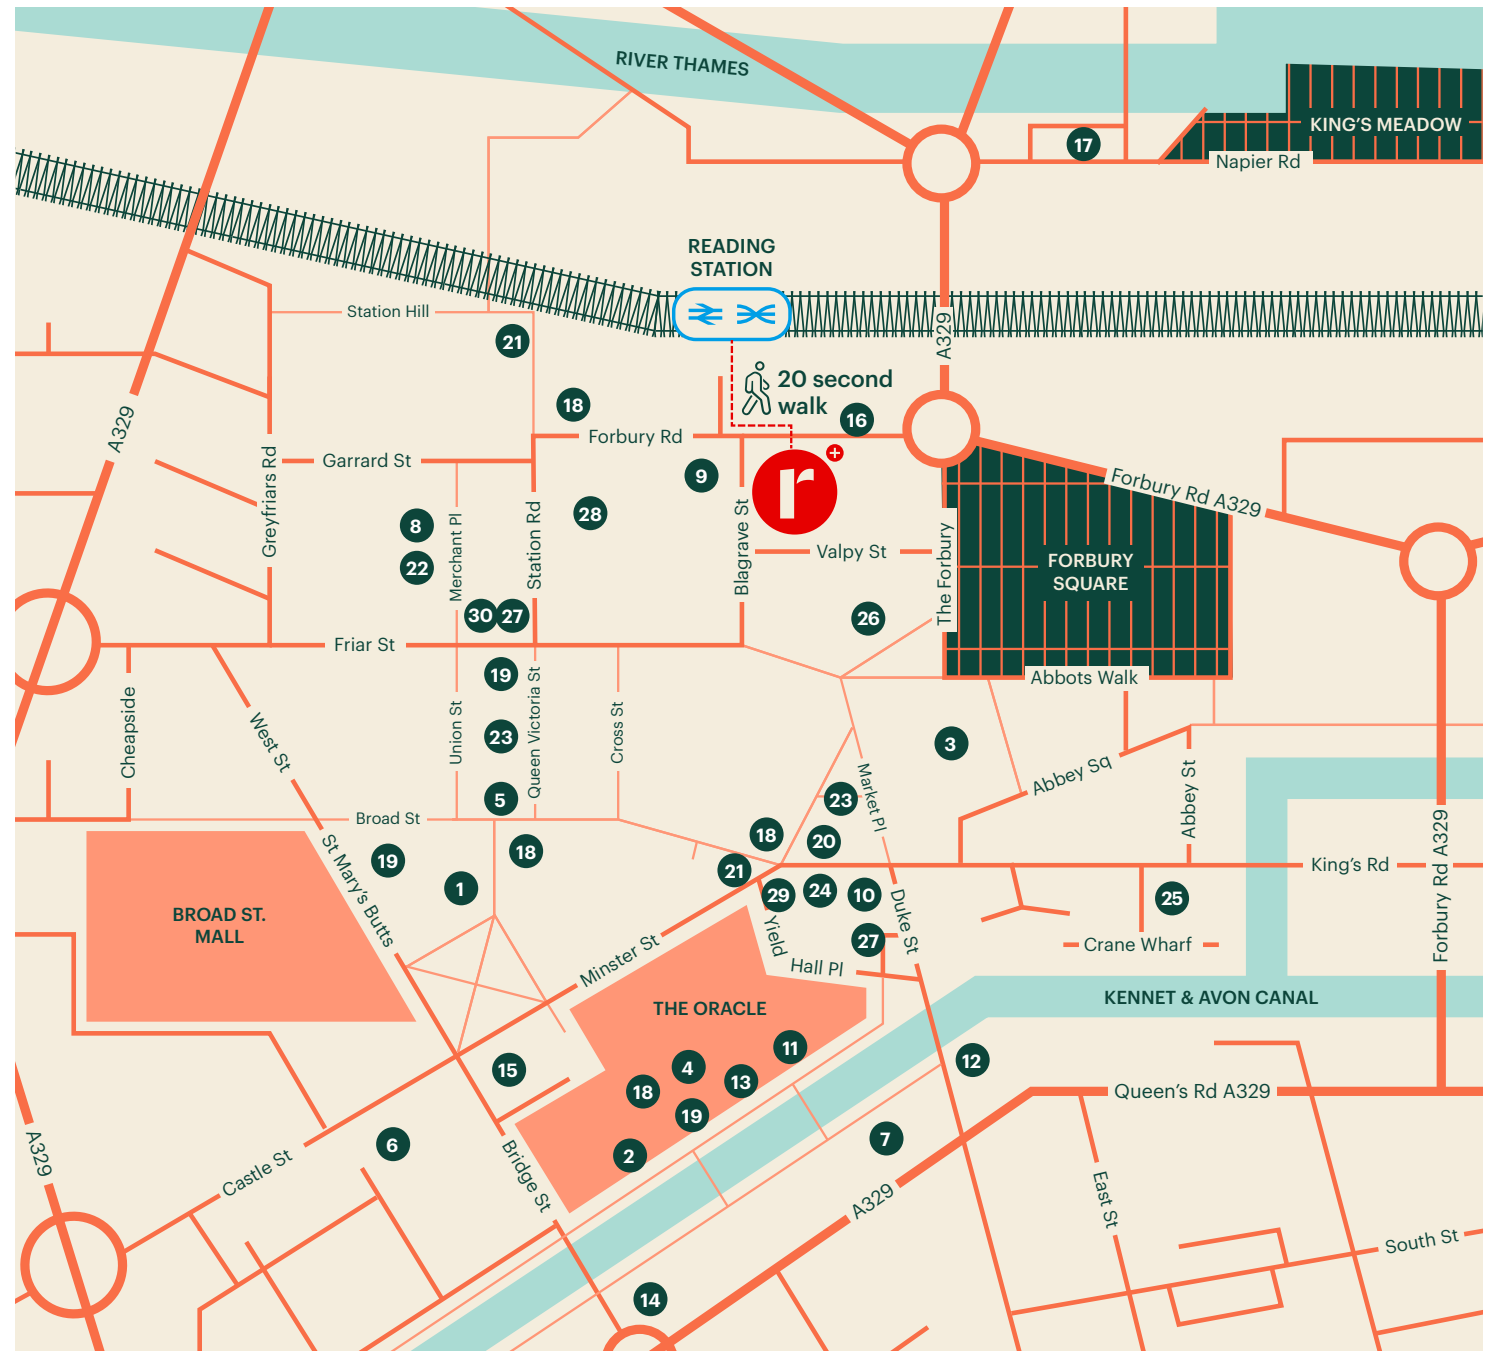 RIVER THAMES
KING'S MEADOW
17
Napier Rd
READING
STATION
Station Hill
21
A329
20 second
walk
18
16
A329
Forbury Rd
r
+
Garrard St
9
Forbury Rd A329
Greyfriars Rd
8
Merchant Pl
Station Rd
28
Blagrave St
Valpy St
The Forbury
FORBURY
SQUARE
22
30
27
26
Friar St
19
Abbots Walk
Cheapside
West St
Union St
Queen Victoria St
Cross St
23
3
Market Pl
Abbey Sq
Abbey St
5
23
Broad St
18
20
18
19
St Mary's Butts
1
21
29
24
10
King's Rd
25
Forbury Rd A329
BROAD ST.
MALL
Yield
Duke St
27
Crane Wharf
Minster St
Hall Pl
THE ORACLE
KENNET & AVON CANAL
11
15
4
13
12
18
19
Queen's Rd A329
A329
6
2
7
Castle St
Bridge St
A329
East St
South St
14